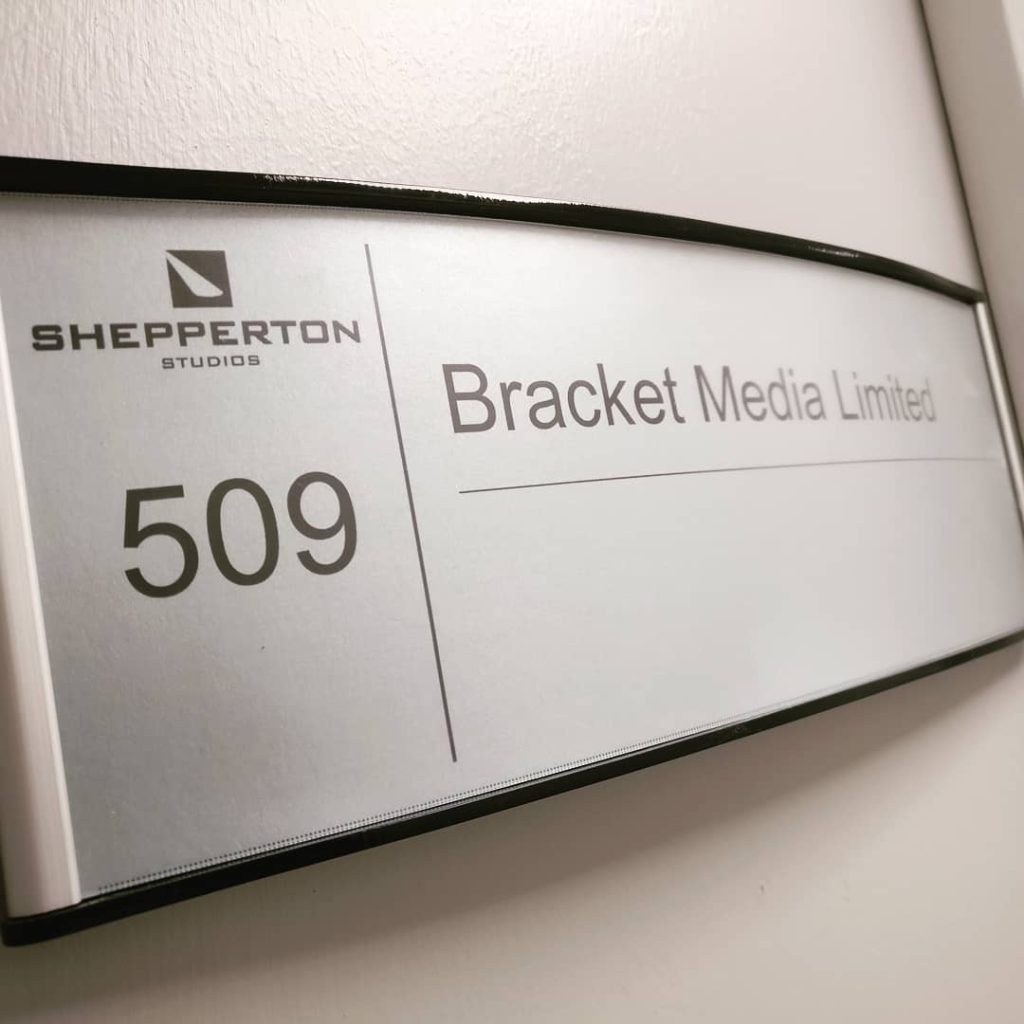 SHEPPERTON
STUDIOS
509
Bracket Media Limited